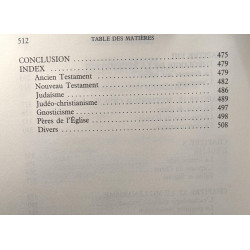 512 TABLE DES MATIÈRES
CONCLUSION 475
INDEX 479
Ancien Testament 479
Nouveau Testament 482
Judaïsme 486
Judéo-christianisme 489
Gnosticisme 497
Pères de l'Église 498
Divers 508